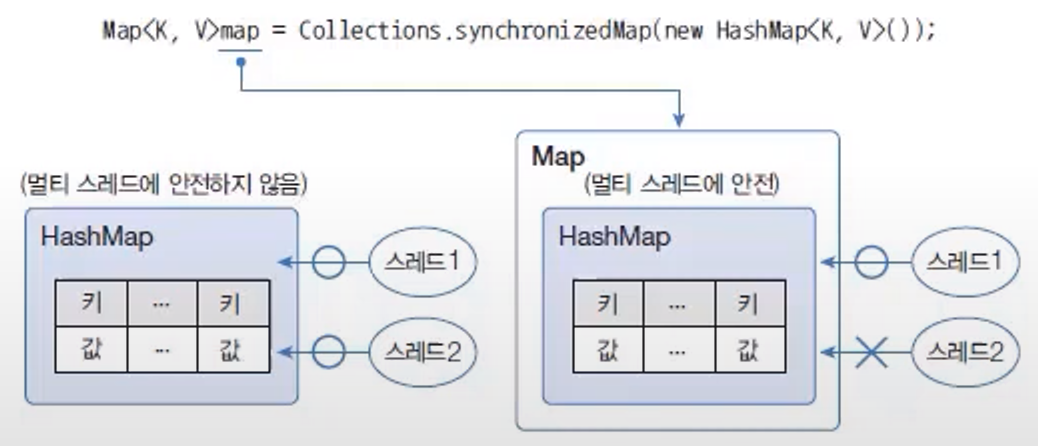 Map<K, V>map = Collections.synchronizedMap(new HashMap<K, V>());
(멀티 스레드에 안전하지 않음)
HashMap
키 ... 키
값 ... 값
스레드1
스레드2
Map
(멀티 스레드에 안전)
HashMap
키 ... 키
값 ... 값
스레드1
스레드2